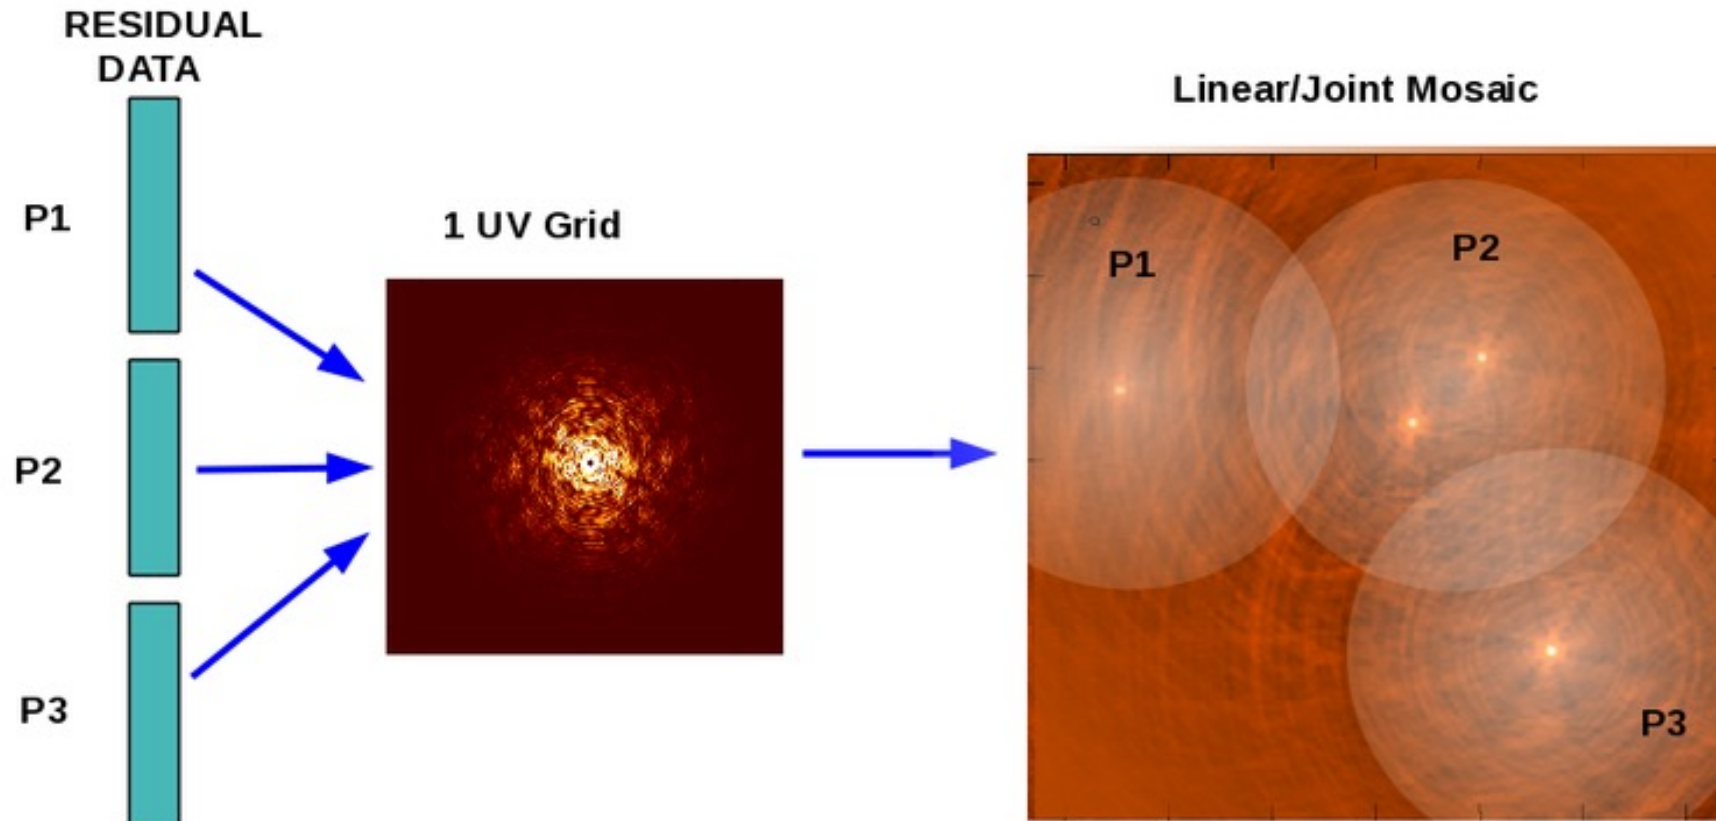 RESIDUAL
DATA
P1
P2
P3
1 UV Grid
Linear/Joint Mosaic
P1
P2
P3